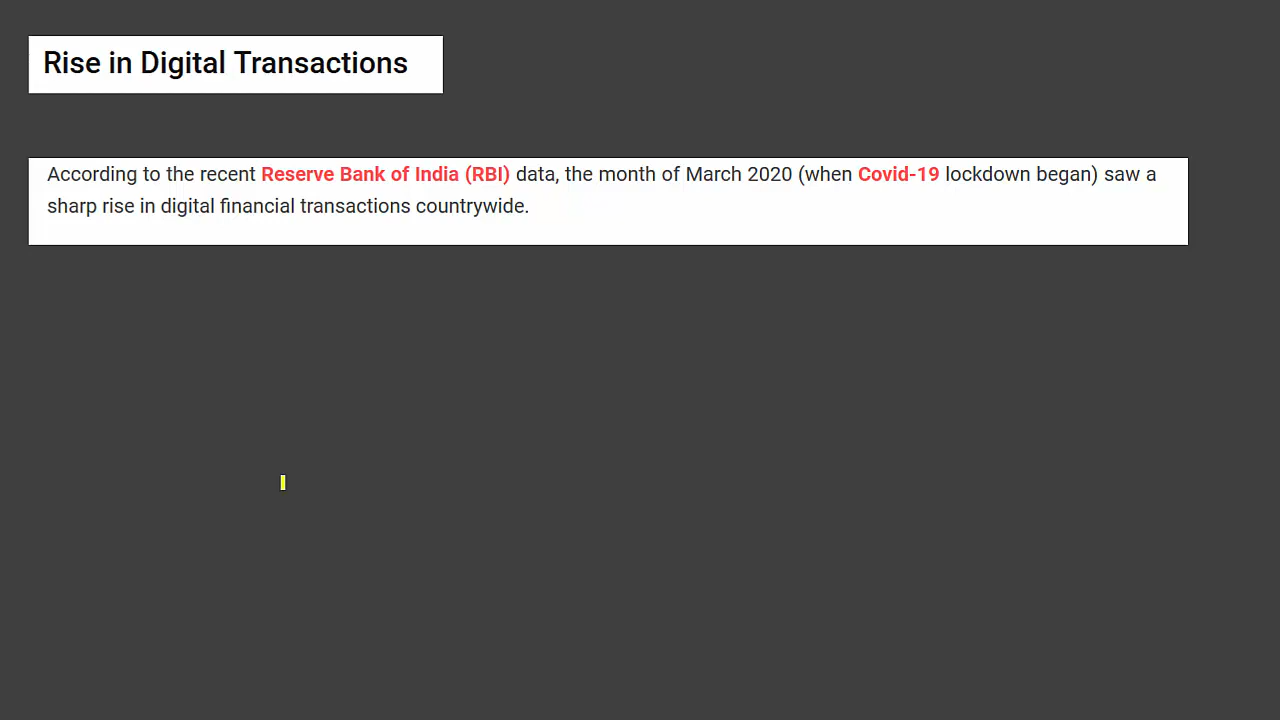 Rise in Digital Transactions
According to the recent Reserve Bank of India (RBI) data, the month of March 2020 (when Covid-19 lockdown began) saw a
sharp rise in digital financial transactions countrywide.